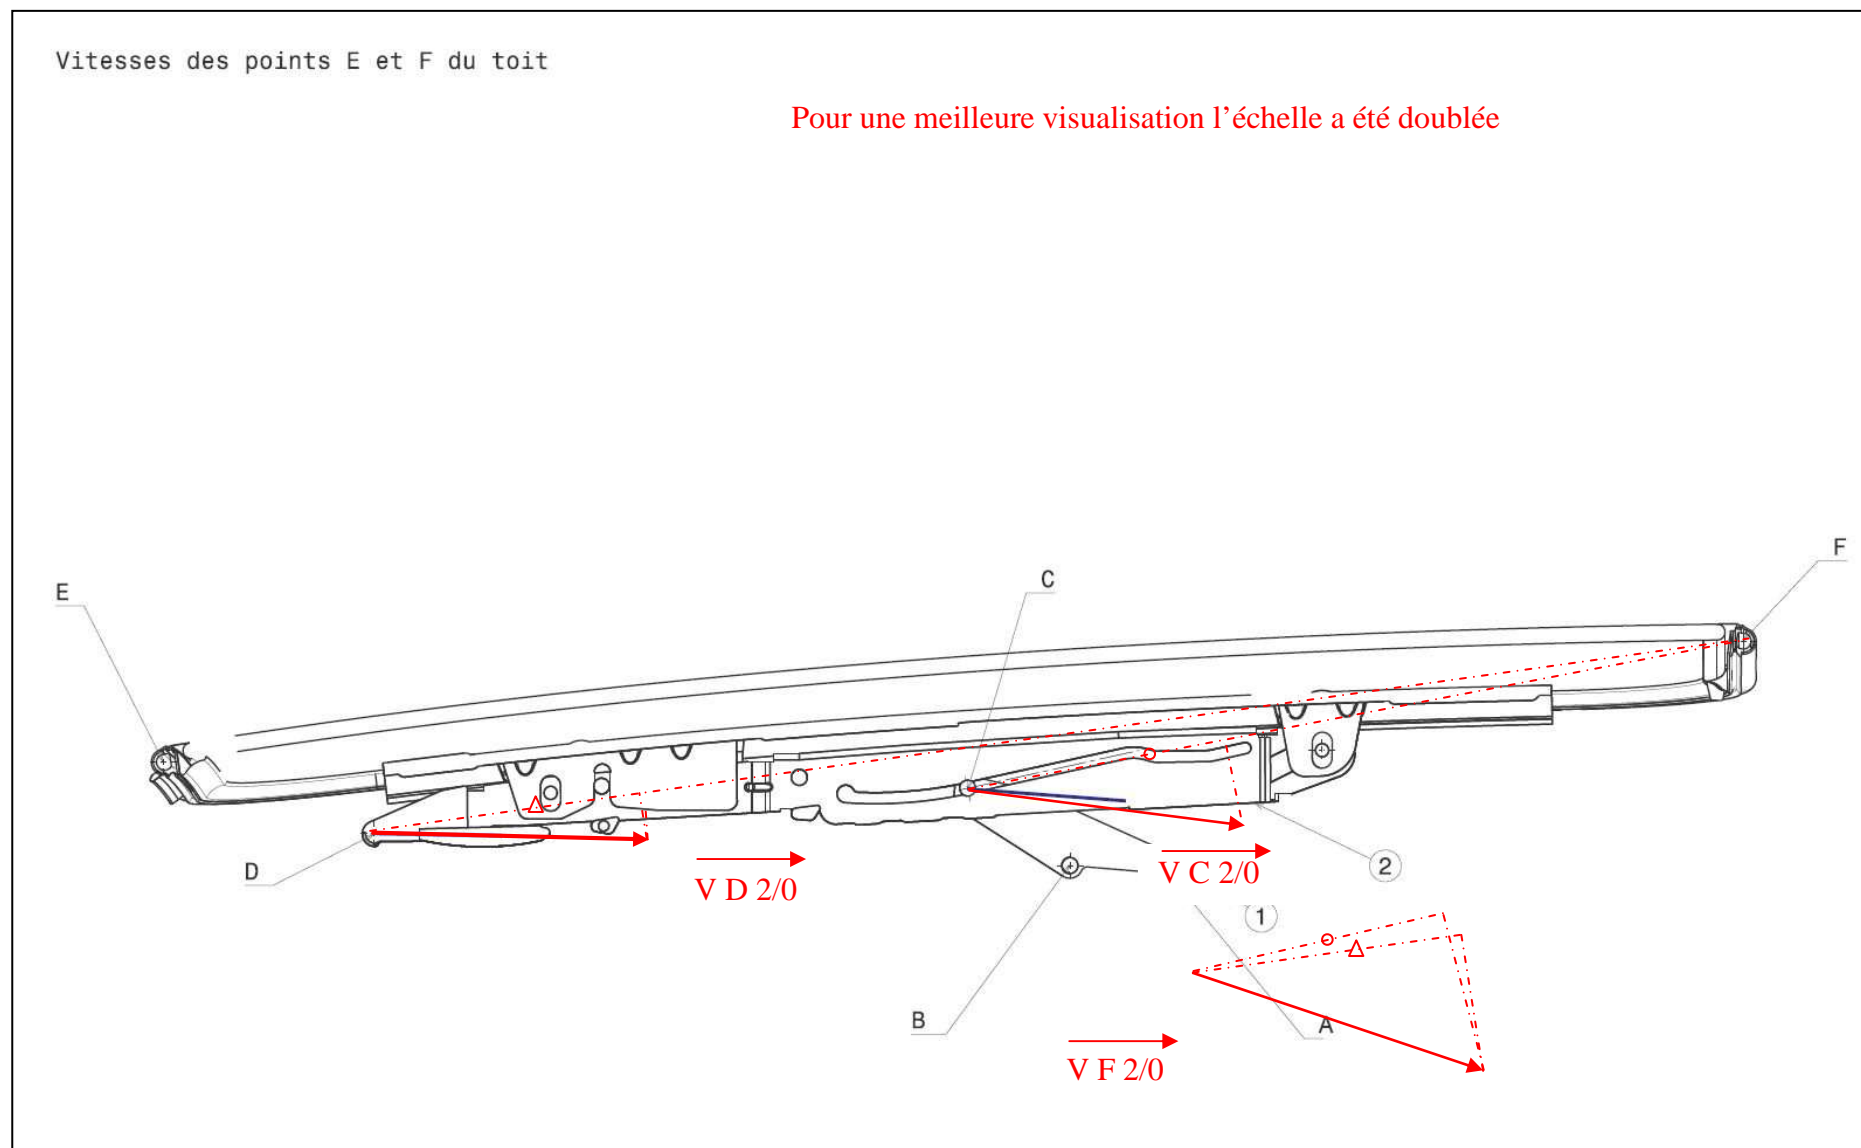 Vitesses des points E et F du toit
Pour une meilleure visualisation l'échelle a été doublée
F
C
E
D
V D 2/0
V C 2/0
2
1
B
A
V F 2/0